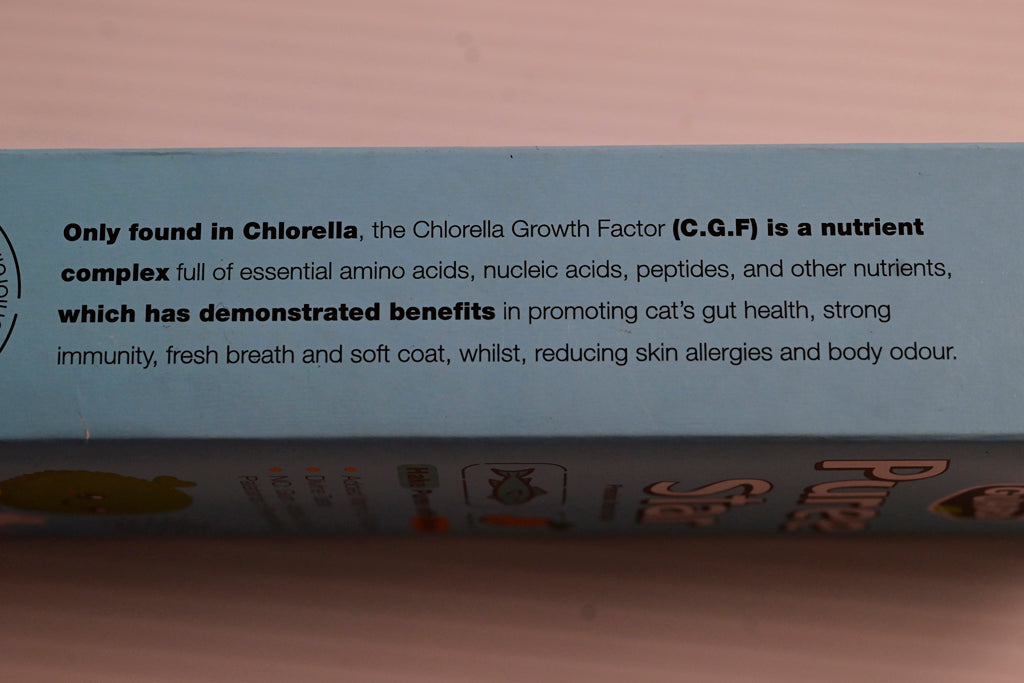 Only found in Chlorella, the Chlorella Growth Factor (C.G.F) is a nutrient
complex full of essential amino acids, nucleic acids, peptides, and other nutrients,
which has demonstrated benefits in promoting cat's gut health, strong
immunity, fresh breath and soft coat, whilst, reducing skin allergies and body odour.
Puree